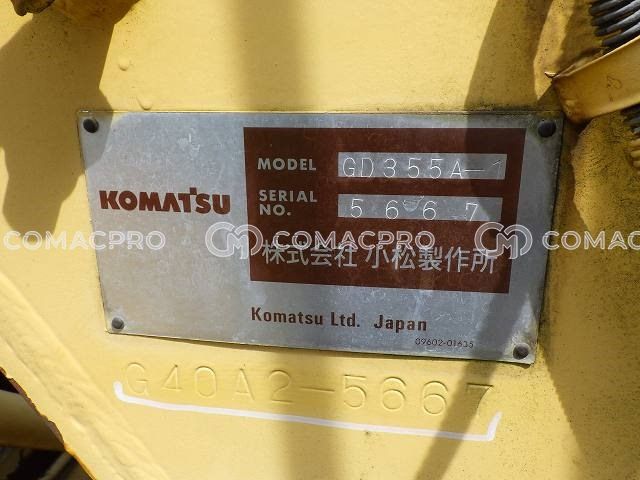 KOMATSU
MODEL GD355A-1
SERIAL NO. 5667
株式会社 小松製作所
Komatsu Ltd. Japan
09602-01635
G40A2-5667
COMACPRO COMACPRO COMACPRO